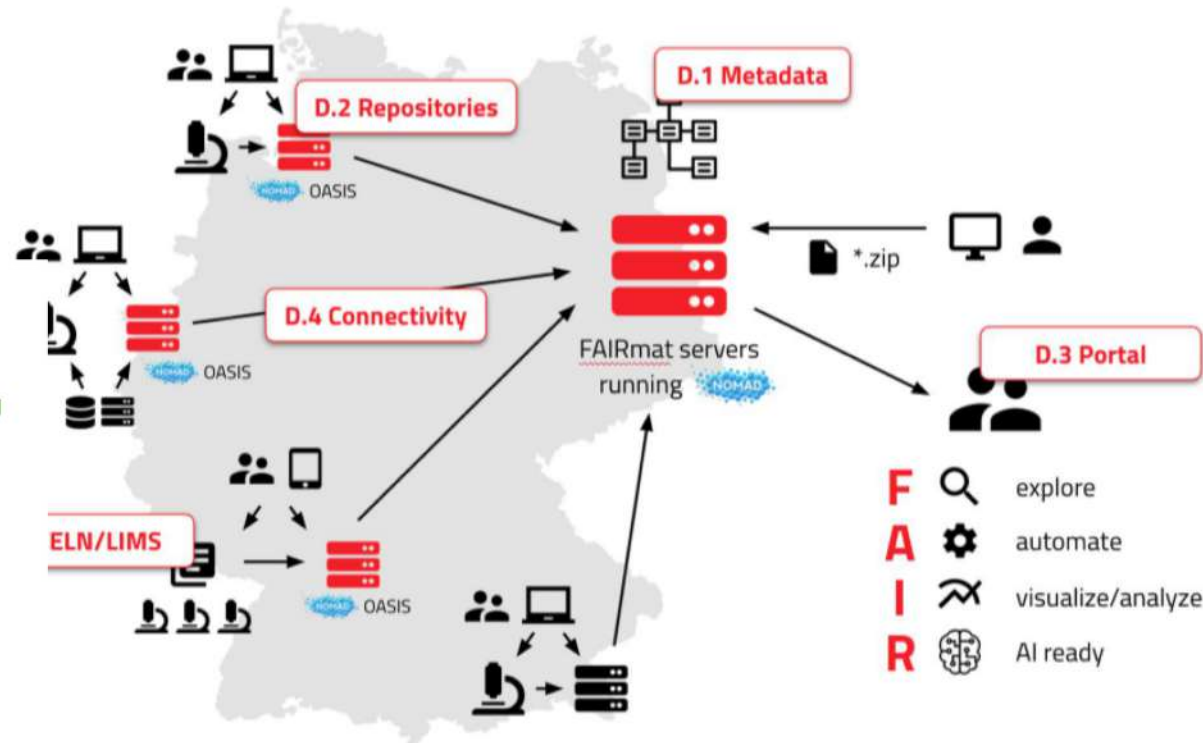 D.1 Metadata
D.2 Repositories
NOMAD OASIS
*.zip
D.4 Connectivity
NOMAD OASIS
FAIRmat servers
running NOMAD
D.3 Portal
ELN/LIMS
NOMAD OASIS
F explore
A automate
I visualize/analyze
R AI ready